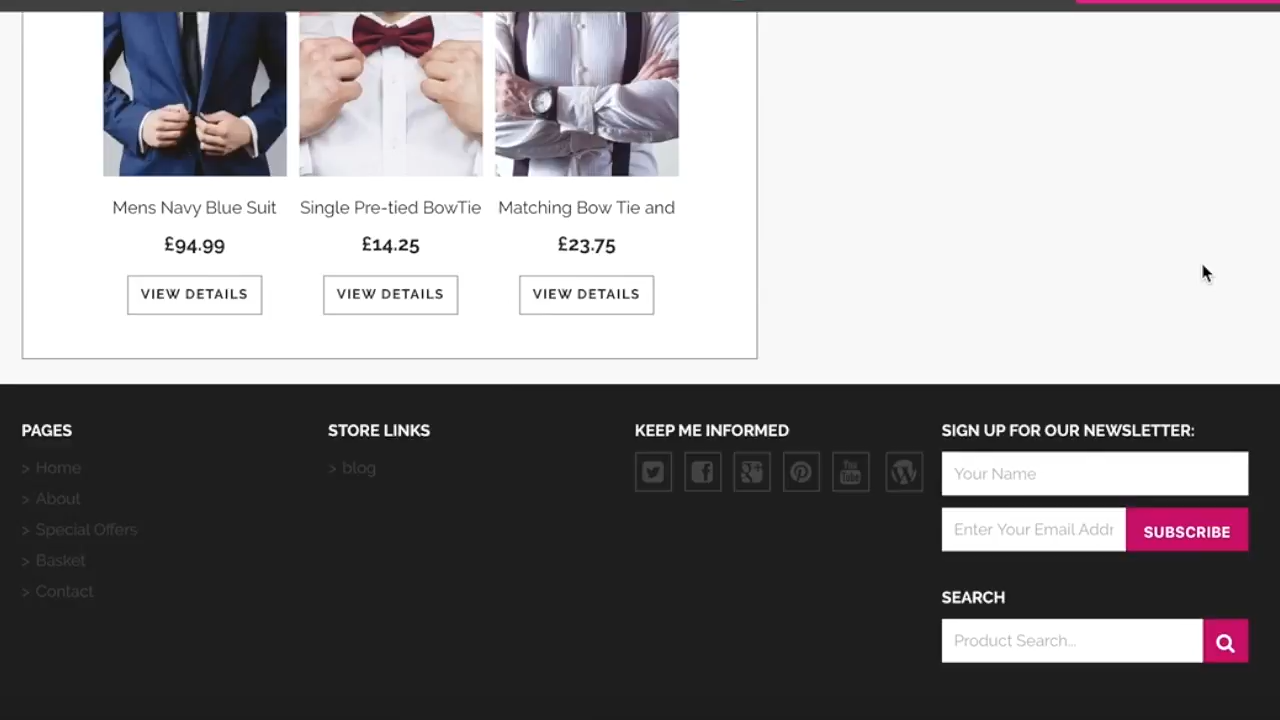 Mens Navy Blue Suit
Single Pre-tied BowTie
Matching Bow Tie and
£94.99
£14.25
£23.75
VIEW DETAILS
VIEW DETAILS
VIEW DETAILS
PAGES
> Home
> About
> Special Offers
> Basket
> Contact
STORE LINKS
> blog
KEEP ME INFORMED
You
Tube
SIGN UP FOR OUR NEWSLETTER:
Your Name
Enter Your Email Addr
SUBSCRIBE
SEARCH
Product Search...